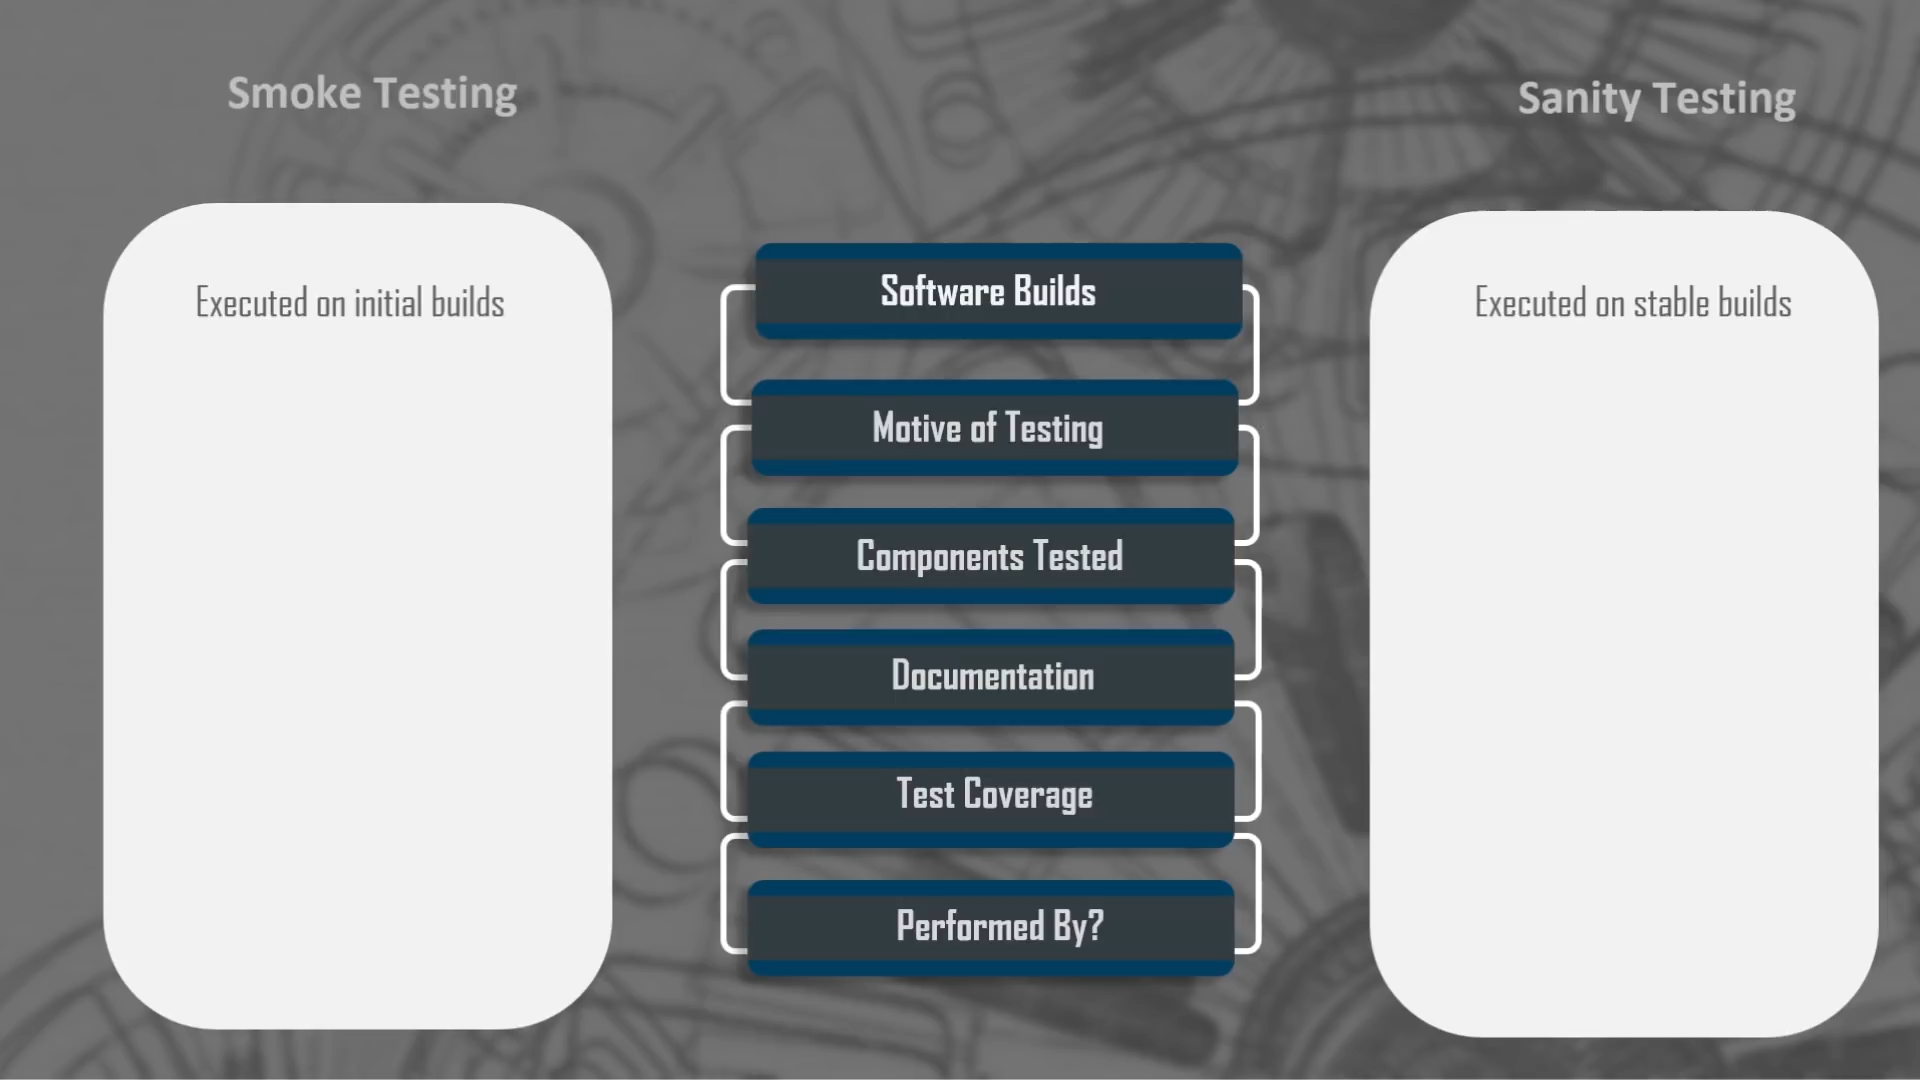 Smoke Testing
Sanity Testing
Executed on initial builds
Software Builds
Executed on stable builds
Motive of Testing
Components Tested
Documentation
Test Coverage
Performed By?